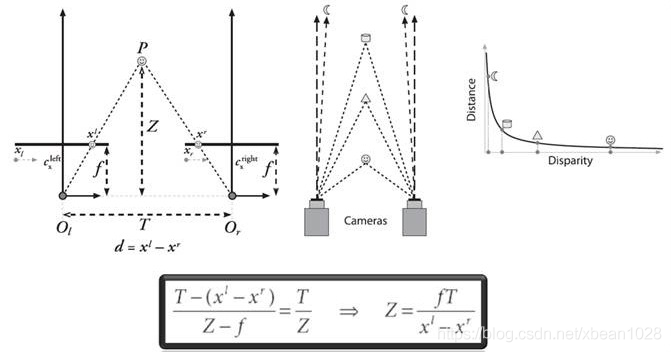 P
Z
x^l
x^r
x_l
c_x^left
x_r
c_x^right
f
f
T
O_l
O_r
d = x^l − x^r
Cameras
Distance
Disparity
\frac{T−(x^l−x^r)}{Z−f} = \frac{T}{Z} ⇒ Z = \frac{fT}{x^l−x^r}
https://blog.csdn.net/xbean1028